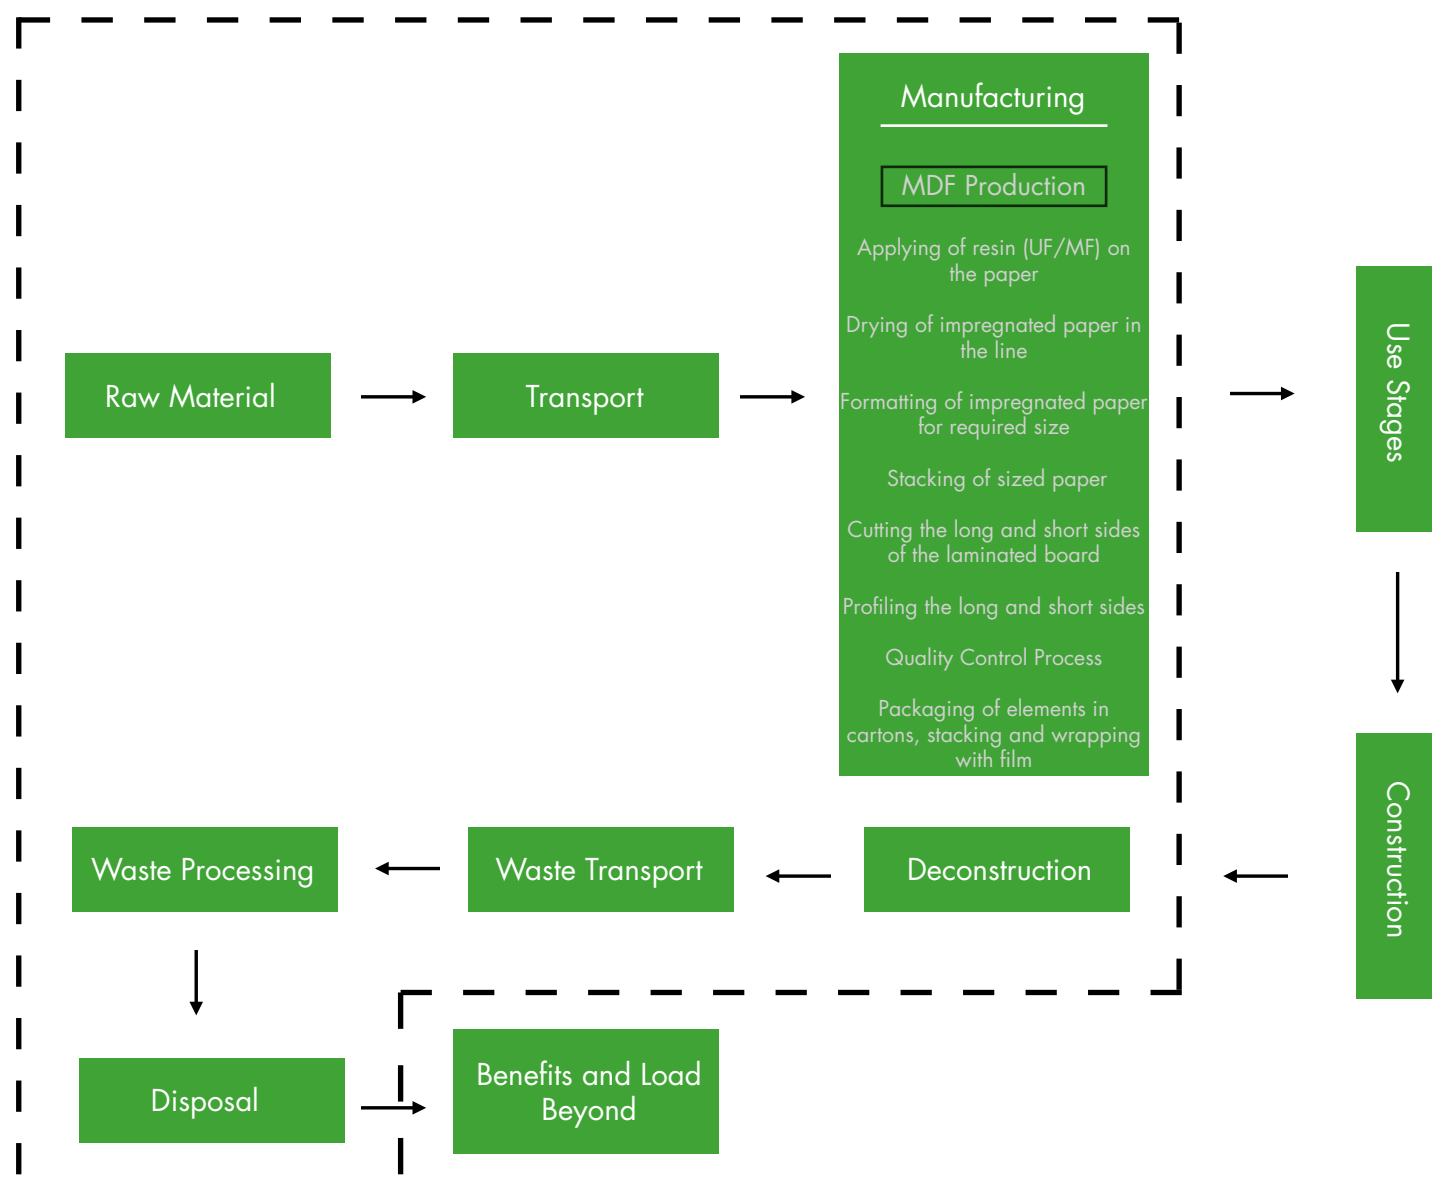 Manufacturing
MDF Production
Applying of resin (UF/MF) on
the paper
Drying of impregnated paper in
the line
Formatting of impregnated paper
for required size
Stacking of sized paper
Cutting the long and short sides
of the laminated board
Profiling the long and short sides
Quality Control Process
Packaging of elements in
cartons, stacking and wrapping
with film
Raw Material
Transport
Use Stages
Construction
Deconstruction
Waste Transport
Waste Processing
Disposal
Benefits and Load
Beyond